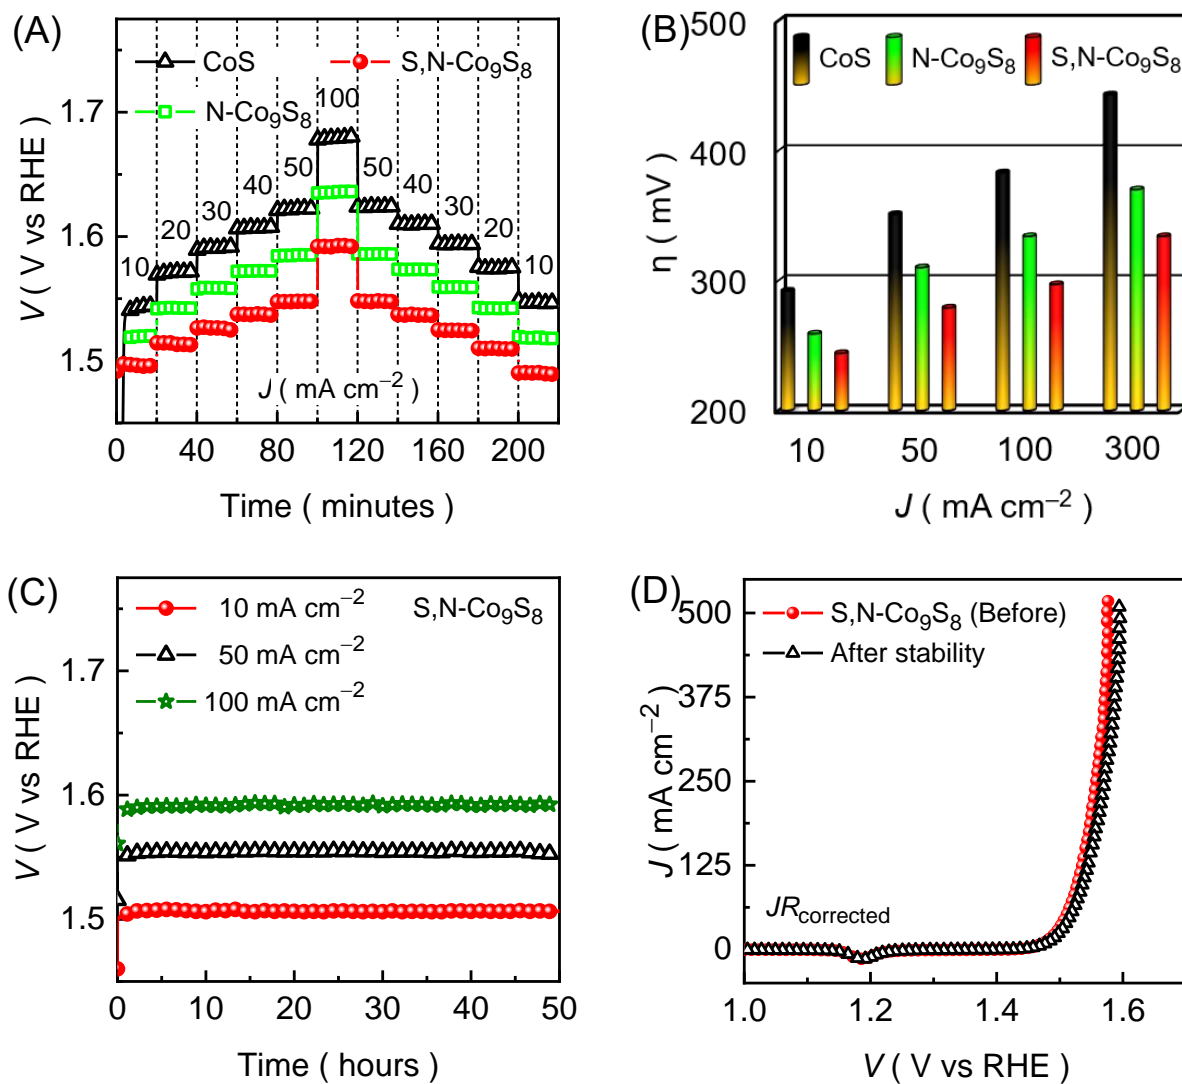 (A)
CoS
S,N-Co₉S₈
N-Co₉S₈
100
50
50
40
40
30
30
20
20
10
10
1.7
1.6
1.5
V ( V vs RHE)
J ( mA cm⁻²)
0 40 80 120 160 200
Time ( minutes )
(B)
CoS N-Co₉S₈ S,N-Co₉S₈
500
400
300
200
η ( mV )
10 50 100 300
J ( mA cm⁻²)
(C)
10 mA cm⁻² S,N-Co₉S₈
50 mA cm⁻²
100 mA cm⁻²
1.7
1.6
1.5
V ( V vs RHE)
0 10 20 30 40 50
Time ( hours )
(D)
S,N-Co₉S₈ (Before)
After stability
500
375
250
125
0
J ( mA cm⁻²)
JRcorrected
1.0 1.2 1.4 1.6
V ( V vs RHE )